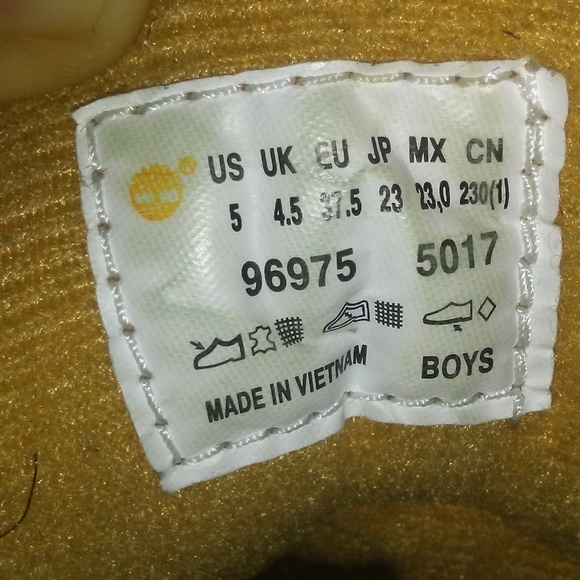 US UK EU JP MX CN
5 4.5 37.5 23 23,0 230(1)
96975 5017
MADE IN VIETNAM BOYS